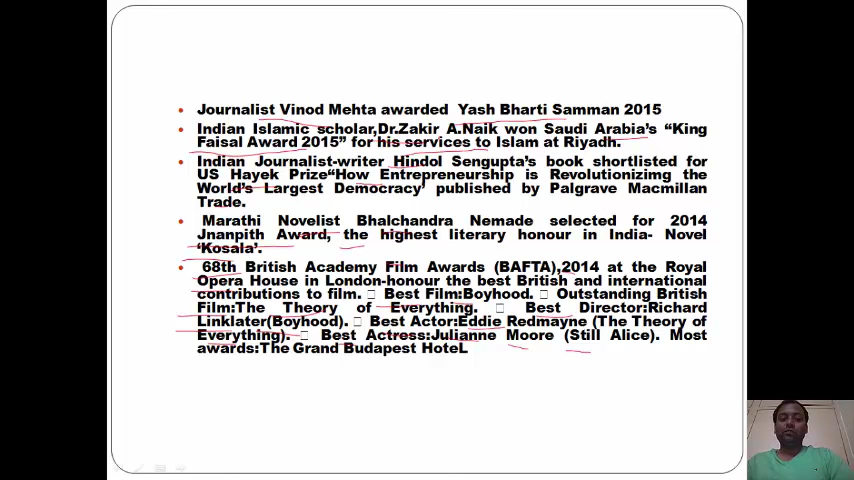 • Journalist Vinod Mehta awarded Yash Bharti Samman 2015
• Indian Islamic scholar,Dr.Zakir A.Naik won Saudi Arabia's “King
Faisal Award 2015” for his services to Islam at Riyadh.
• Indian Journalist-writer Hindol Sengupta's book shortlisted for
US Hayek Prize“How Entrepreneurship is Revolutionizimg the
World's Largest Democracy’ published by Palgrave Macmillan
Trade.
• Marathi Novelist Bhalchandra Nemade selected for 2014
Jnanpith Award, the highest literary honour in India- Novel
‘Kosala’.
• 68th British Academy Film Awards (BAFTA),2014 at the Royal
Opera House in London-honour the best British and international
contributions to film. □ Best Film:Boyhood. □ Outstanding British
Film:The Theory of Everything. □ Best Director:Richard
Linklater(Boyhood). □ Best Actor:Eddie Redmayne (The Theory of
Everything). □ Best Actress:Julianne Moore (Still Alice). Most
awards:The Grand Budapest HoteL